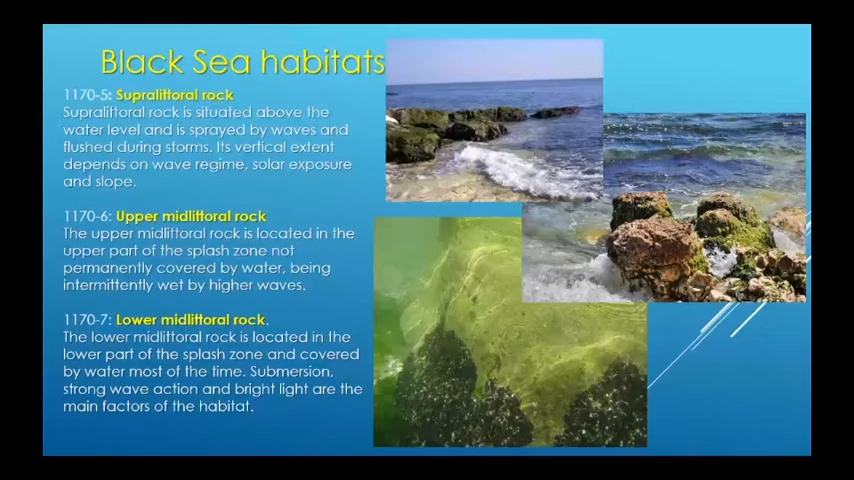 Black Sea habitats
1170-5: Supralittoral rock
Supralittoral rock is situated above the
water level and is sprayed by waves and
flushed during storms. Its vertical extent
depends on wave regime, solar exposure
and slope.
1170-6: Upper midlittoral rock
The upper midlittoral rock is located in the
upper part of the splash zone not
permanently covered by water, being
intermittently wet by higher waves.
1170-7: Lower midlittoral rock.
The lower midlittoral rock is located in the
lower part of the splash zone and covered
by water most of the time. Submersion,
strong wave action and bright light are the
main factors of the habitat.